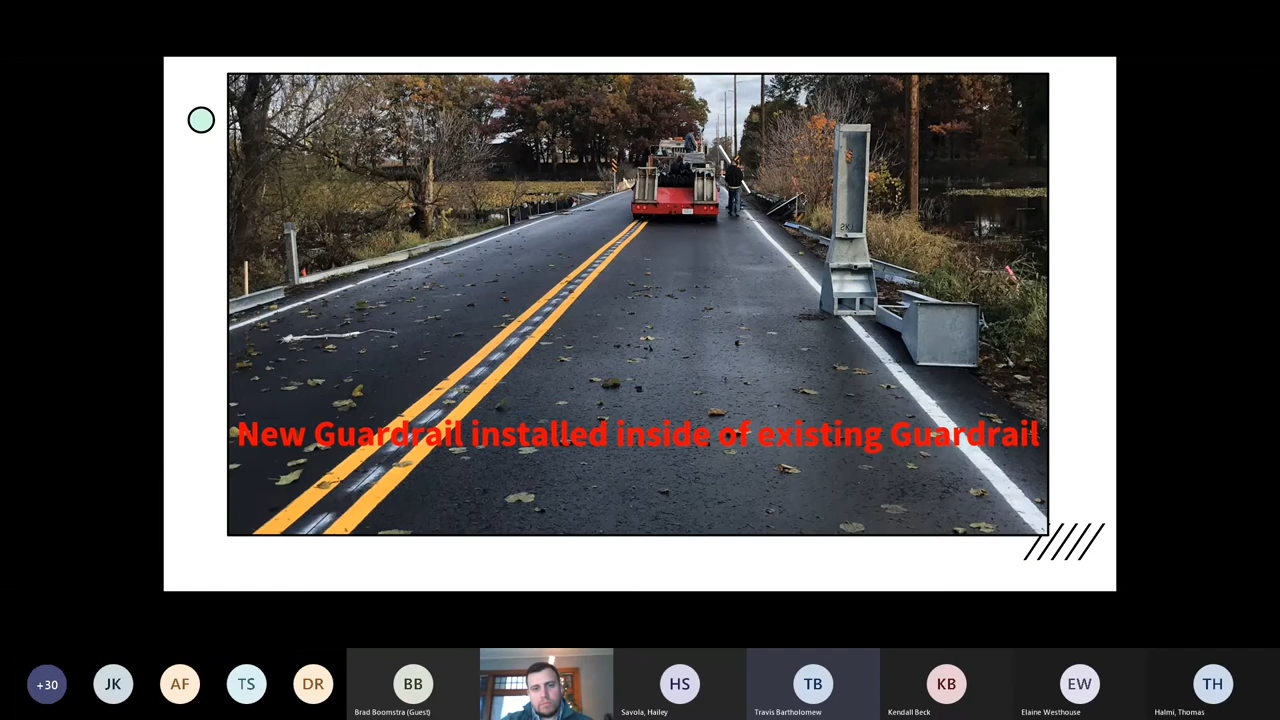 New Guardrail installed inside of existing Guardrail
+30
JK
AF
TS
DR
BB
HS
TB
KB
EW
TH
Brad Boomstra (Guest)
Savola, Hailey
Travis Bartholomew
Kendall Beck
Elaine Westhouse
Halmi, Thomas